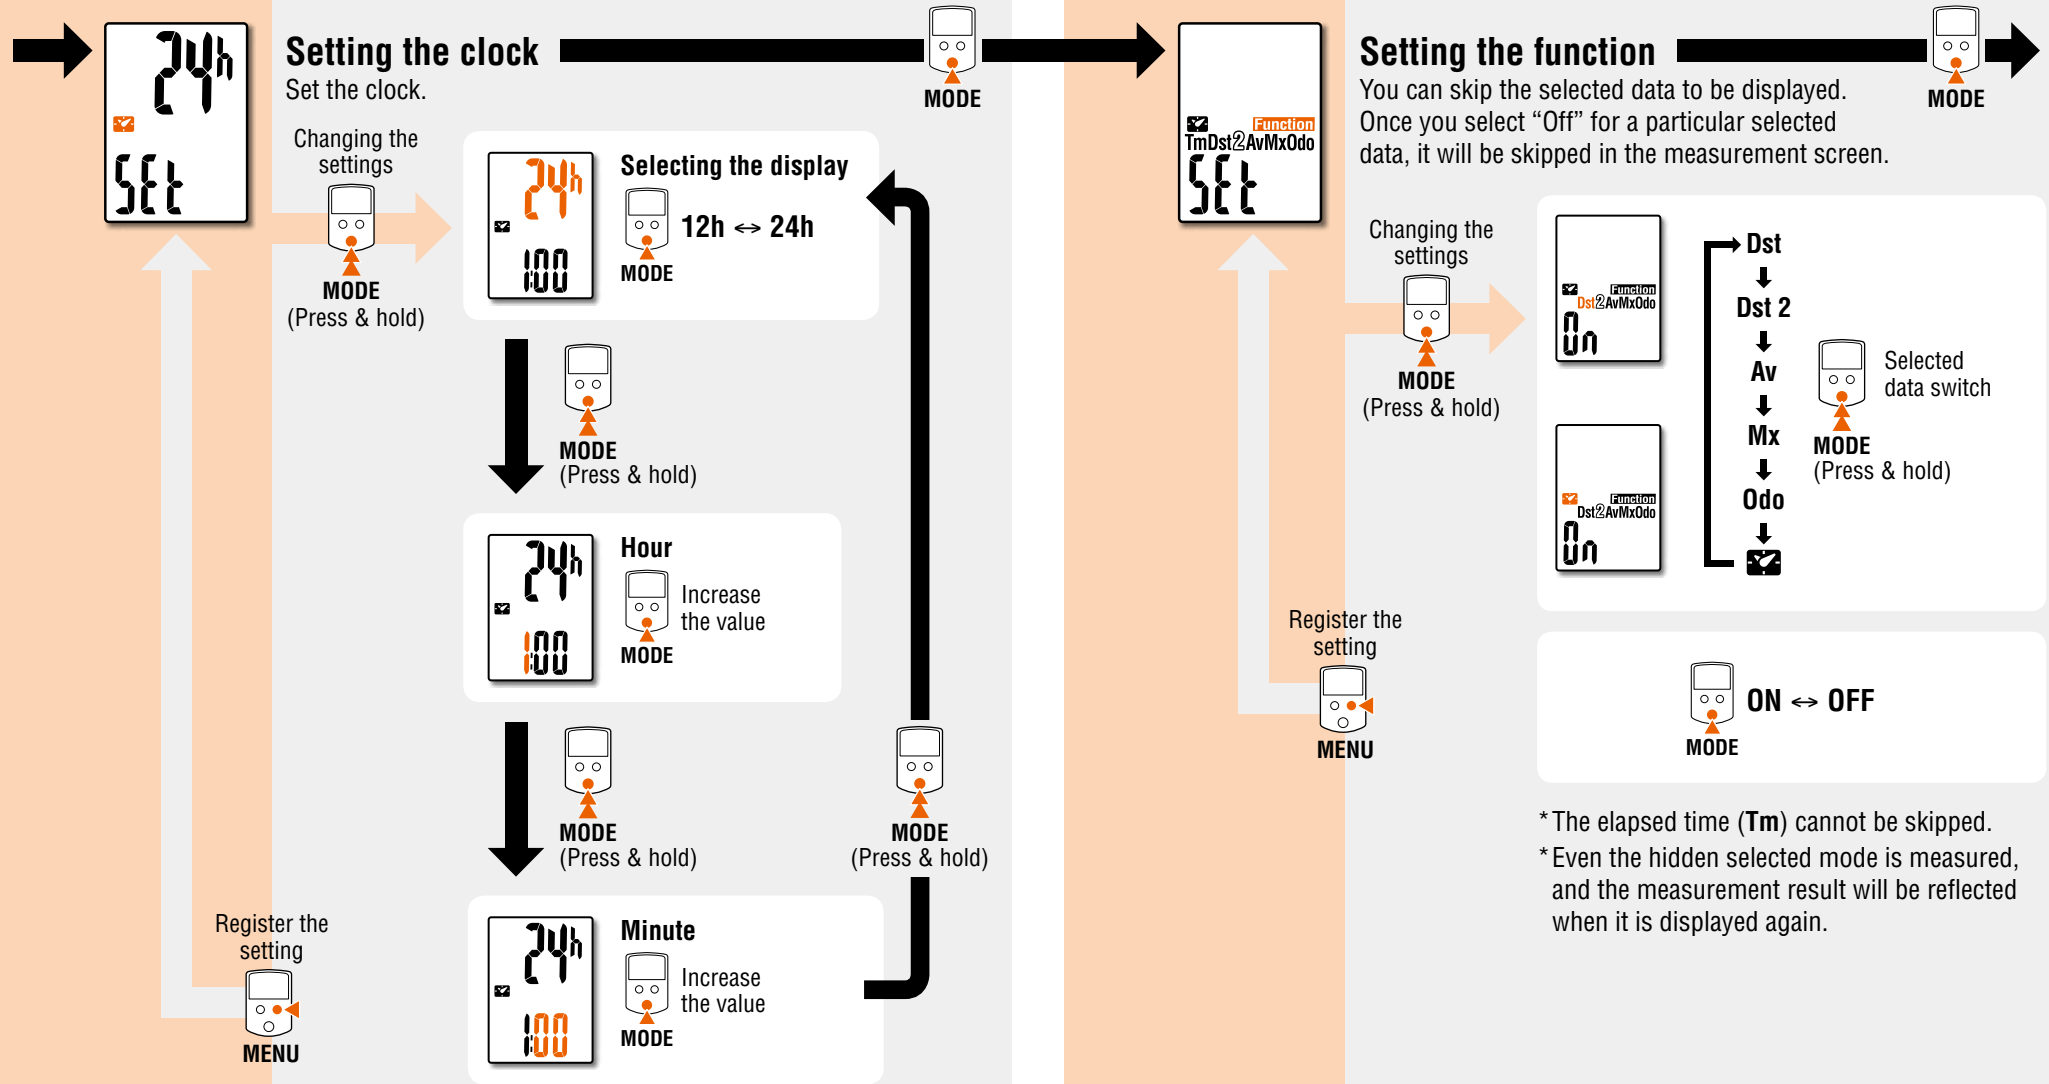 24h
SEt
Setting the clock
Set the clock.
MODE
Changing the
settings
MODE
(Press & hold)
24h
1:00
Selecting the display
12h ↔ 24h
MODE
MODE
(Press & hold)
24h
1:00
Hour
Increase
the value
MODE
MODE
(Press & hold)
MODE
(Press & hold)
24h
1:00
Minute
Increase
the value
MODE
Register the
setting
MENU
Function
TmDst2AvMxOdo
SEt
Setting the function
You can skip the selected data to be displayed.
Once you select “Off” for a particular selected
data, it will be skipped in the measurement screen.
MODE
Changing the
settings
MODE
(Press & hold)
Function
Dst2AvMxOdo
On
Function
Dst2AvMxOdo
On
Dst
Dst 2
Av
Mx
Odo
Selected
data switch
MODE
(Press & hold)
Register the
setting
MENU
ON ↔ OFF
MODE
* The elapsed time (Tm) cannot be skipped.
* Even the hidden selected mode is measured,
and the measurement result will be reflected
when it is displayed again.